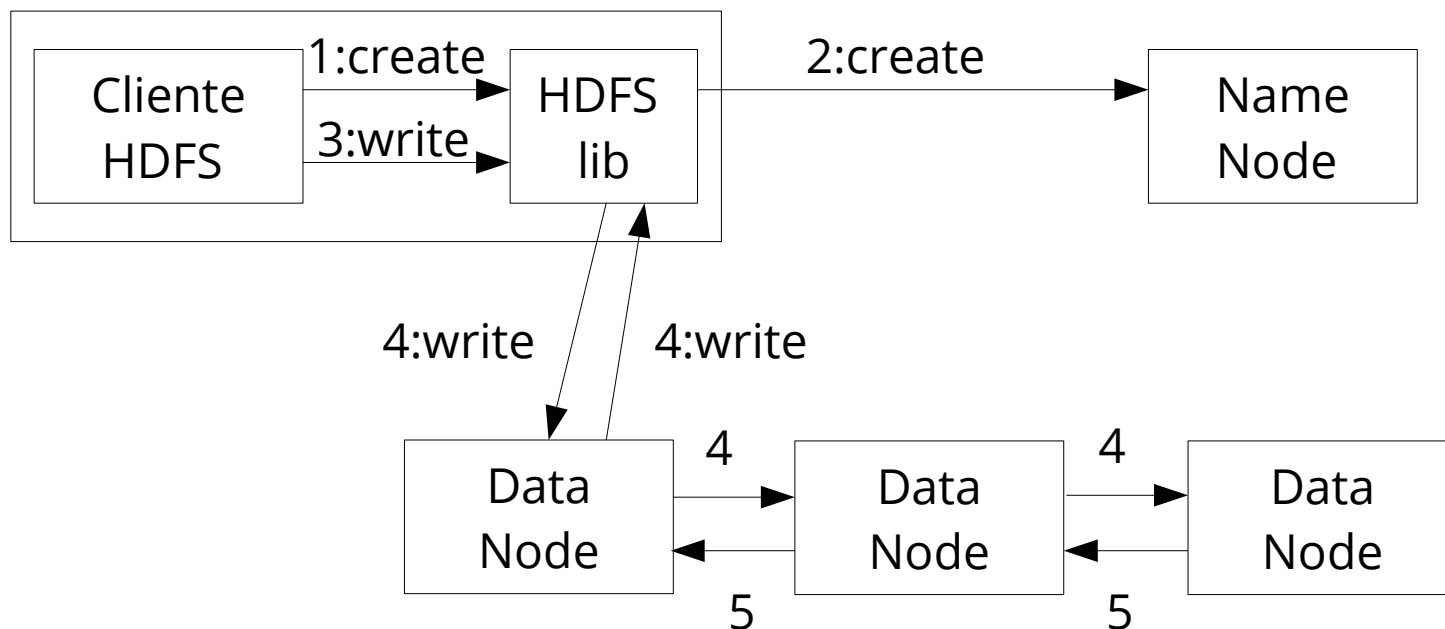 1:create
2:create
Cliente
HDFS
3:write
HDFS
lib
Name
Node
4:write
4:write
4
4
Data
Node
Data
Node
Data
Node
5
5